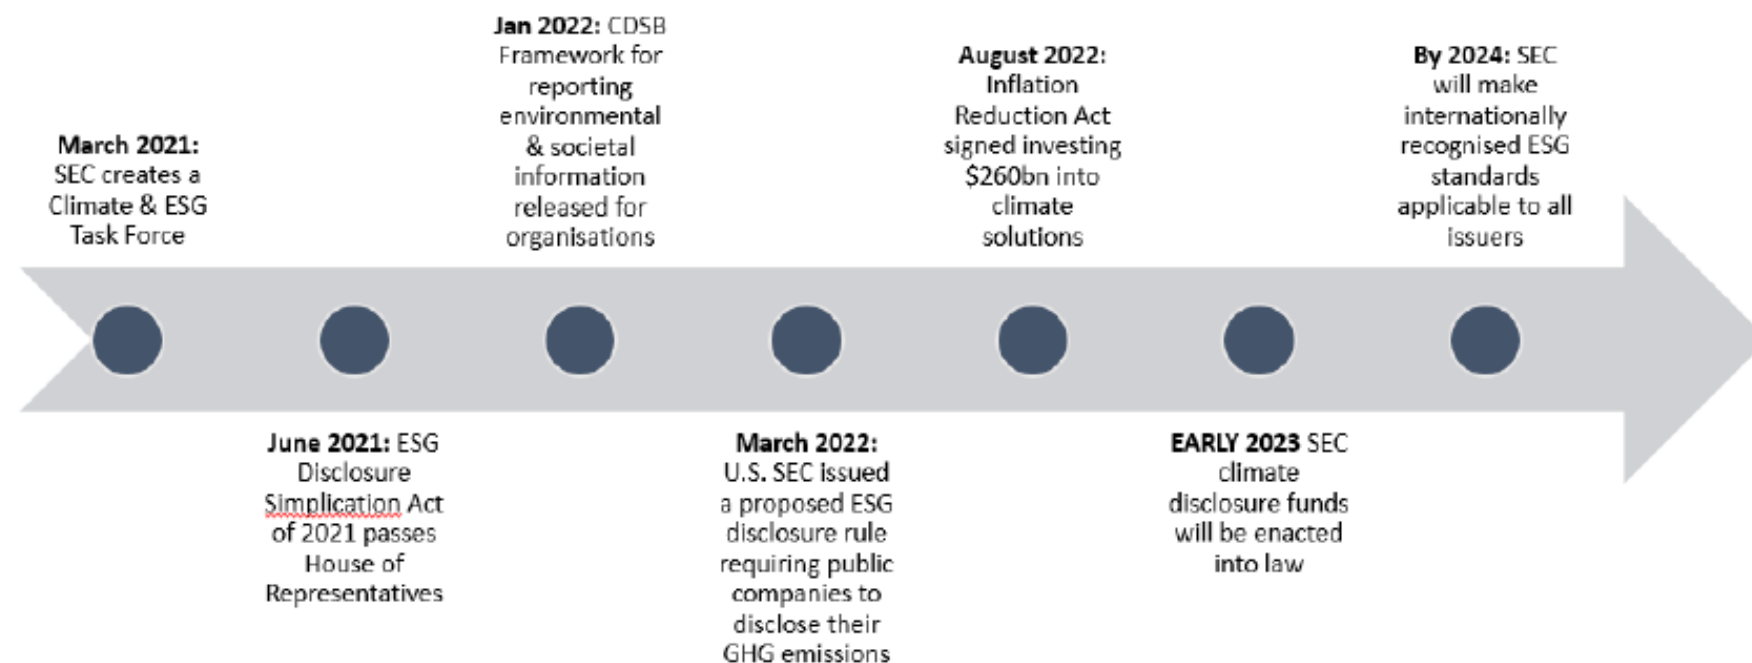 March 2021:
SEC creates a
Climate & ESG
Task Force
June 2021: ESG
Disclosure
Simplication Act
of 2021 passes
House of
Representatives
Jan 2022: CDSB
Framework for
reporting
environmental
& societal
information
released for
organisations
March 2022:
U.S. SEC issued
a proposed ESG
disclosure rule
requiring public
companies to
disclose their
GHG emissions
August 2022:
Inflation
Reduction Act
signed investing
$260bn into
climate
solutions
EARLY 2023 SEC
climate
disclosure funds
will be enacted
into law
By 2024: SEC
will make
internationally
recognised ESG
standards
applicable to all
issuers